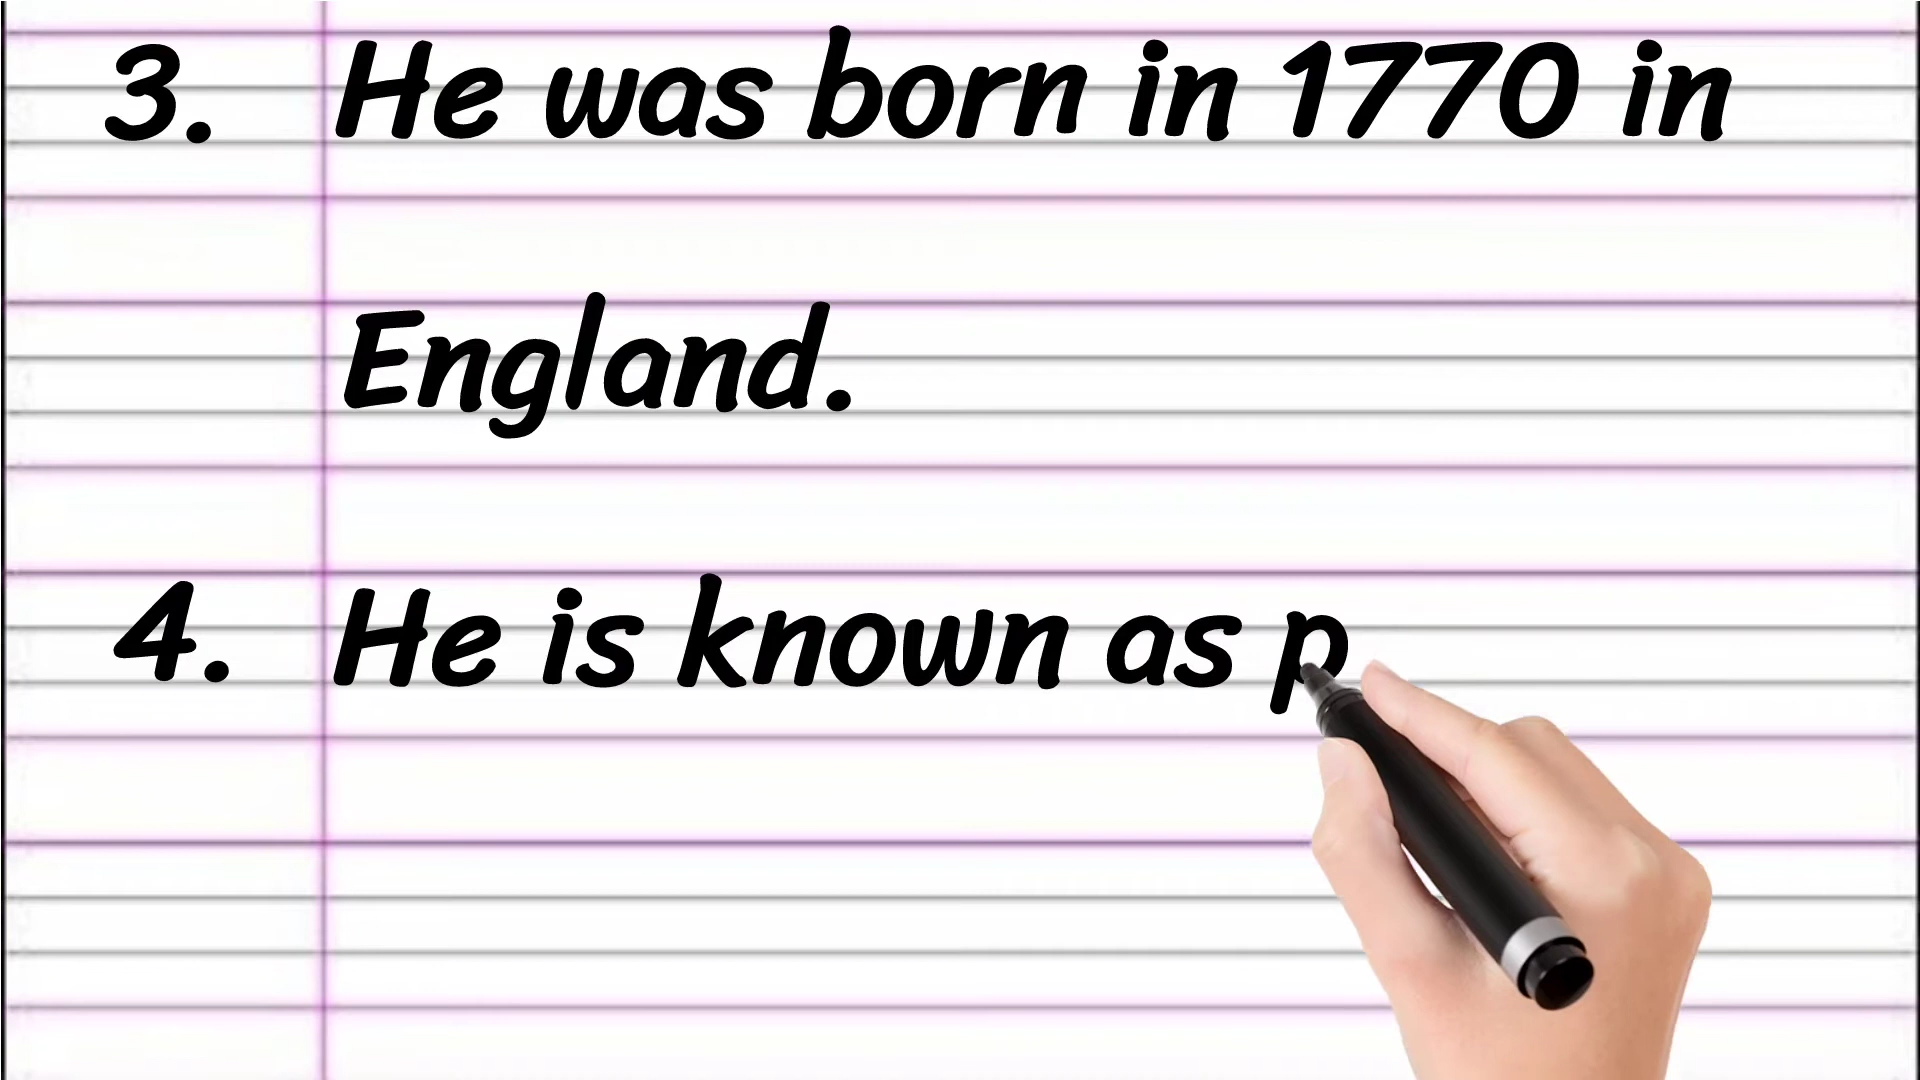 3. He was born in 1770 in
England.
4. He is known as p